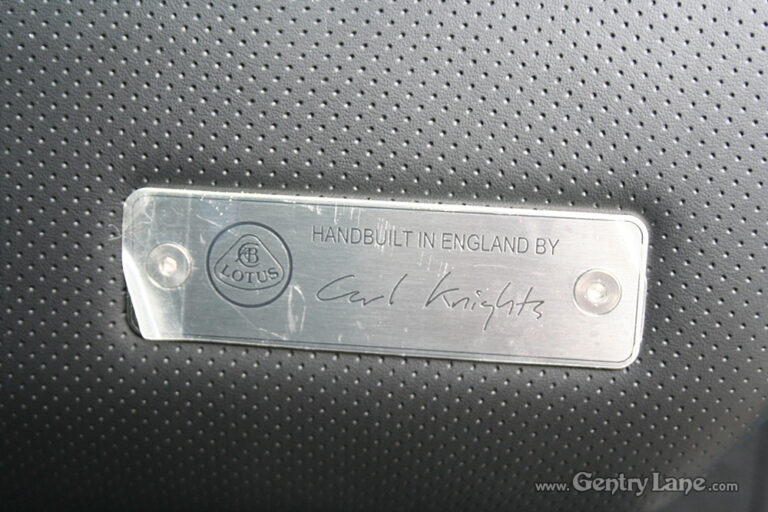 HANDBUILT IN ENGLAND BY
LOTUS
Carl Knights
www.GentryLane.com